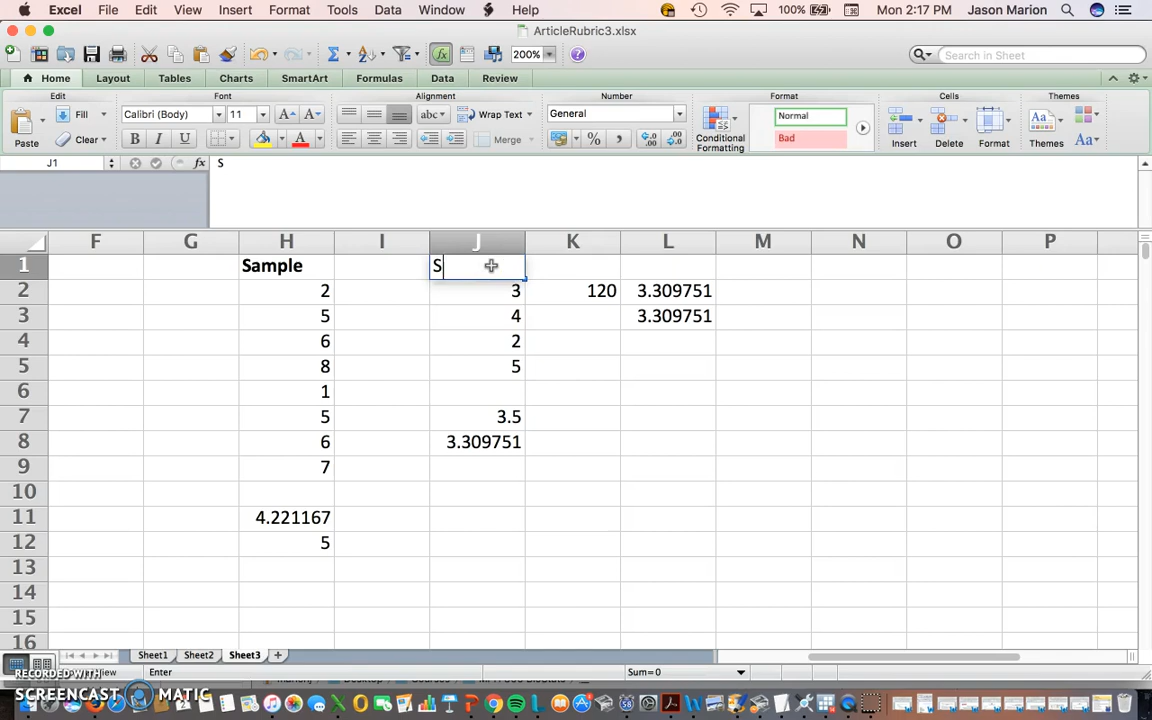 Excel File Edit View Insert Format Tools Data Window Help 100% Mon 2:17 PM Jason Marion
ArticleRubric3.xlsx
200% Search in Sheet
Home Layout Tables Charts SmartArt Formulas Data Review
Edit Font Alignment Number Format Cells Themes
Fill Calibri (Body) 11 A A abc Wrap Text General Normal
Paste Clear B I U A Merge % , Conditional Formatting Bad Insert Delete Format Themes Aa
J1 fx S
F G H I J K L M N O P
1 Sample S
2 2 3 120 3.309751
3 5 4 3.309751
4 6 2
5 8 5
6 1
7 5 3.5
8 6 3.309751
9 7
10
11 4.221167
12 5
13
14
15
16
Sheet1 Sheet2 Sheet3 +
RECORDED WITH View Enter Sum=0
SCREENCAST MATIC